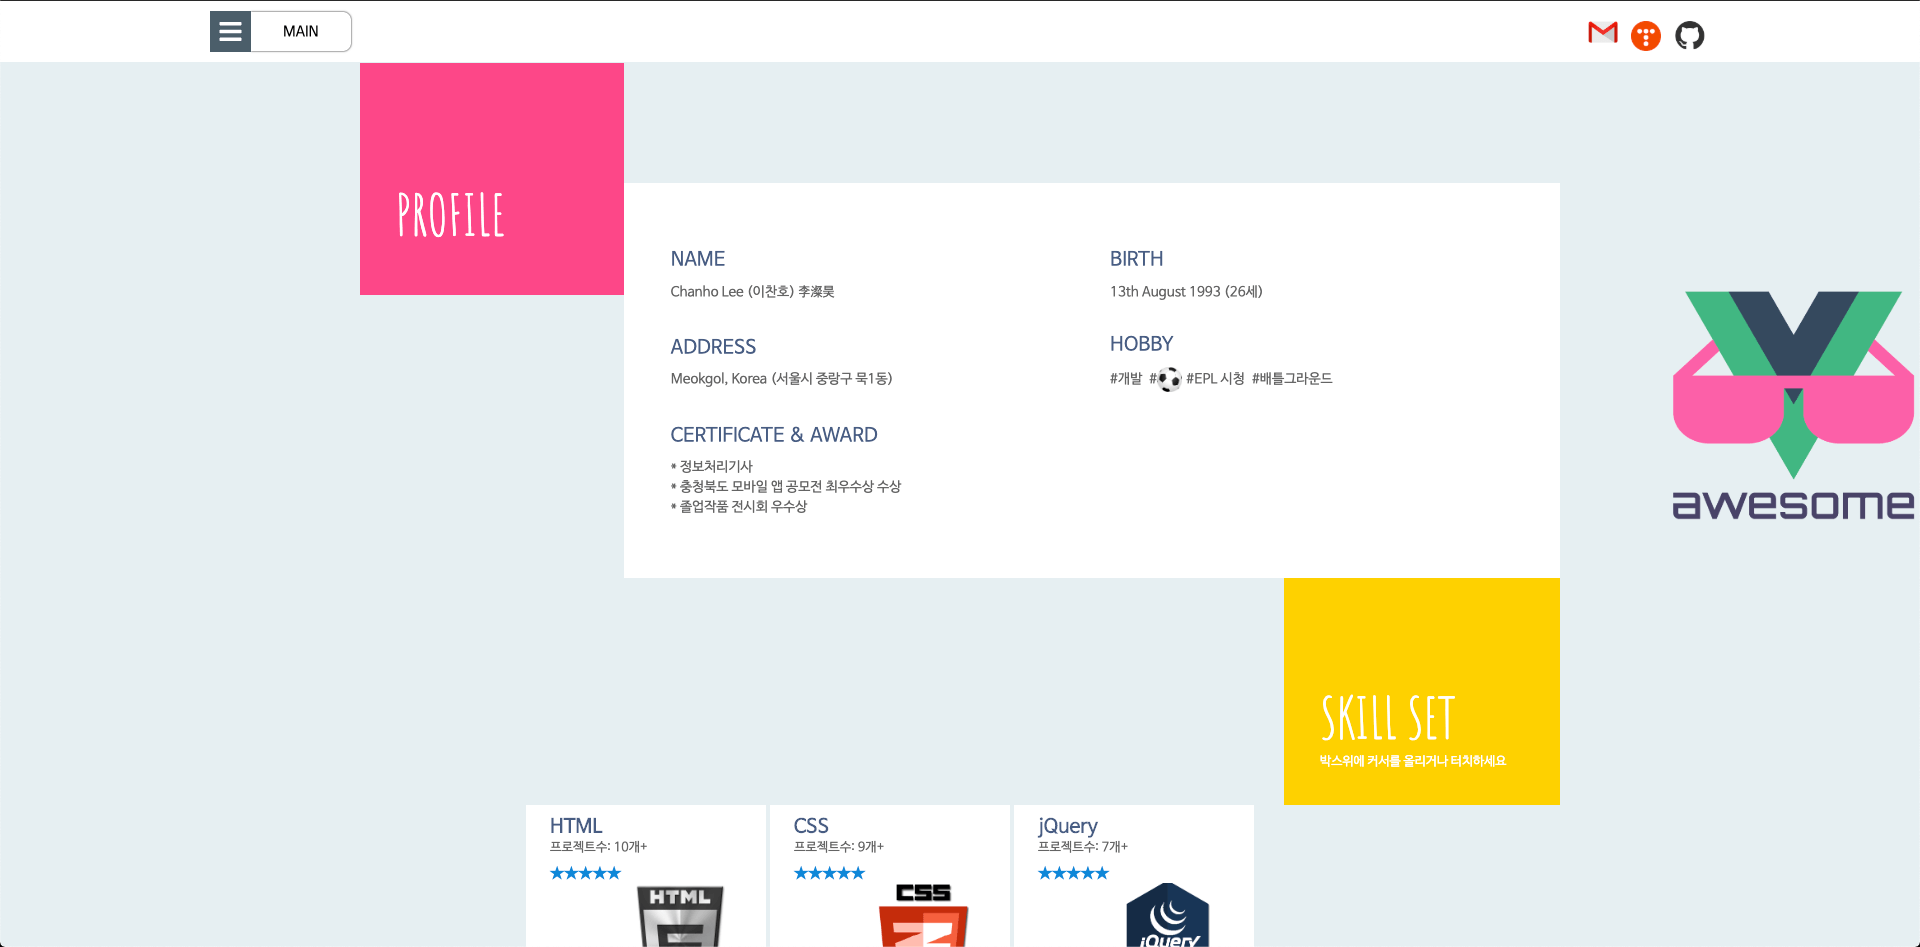 MAIN
PROFILE
NAME
Chanho Lee (이찬호) 李澯昊
BIRTH
13th August 1993 (26세)
ADDRESS
Meokgol, Korea (서울시 중랑구 묵1동)
HOBBY
#개발 #⚽ #EPL 시청 #배틀그라운드
CERTIFICATE & AWARD
* 정보처리기사
* 충청북도 모바일 앱 공모전 최우수상 수상
* 졸업작품 전시회 우수상
awesome
SKILL SET
박스위에 커서를 올리거나 터치하세요
HTML
프로젝트수: 10개+
★★★★★
HTML
CSS
프로젝트수: 9개+
★★★★★
CSS
jQuery
프로젝트수: 7개+
★★★★★
jQuery